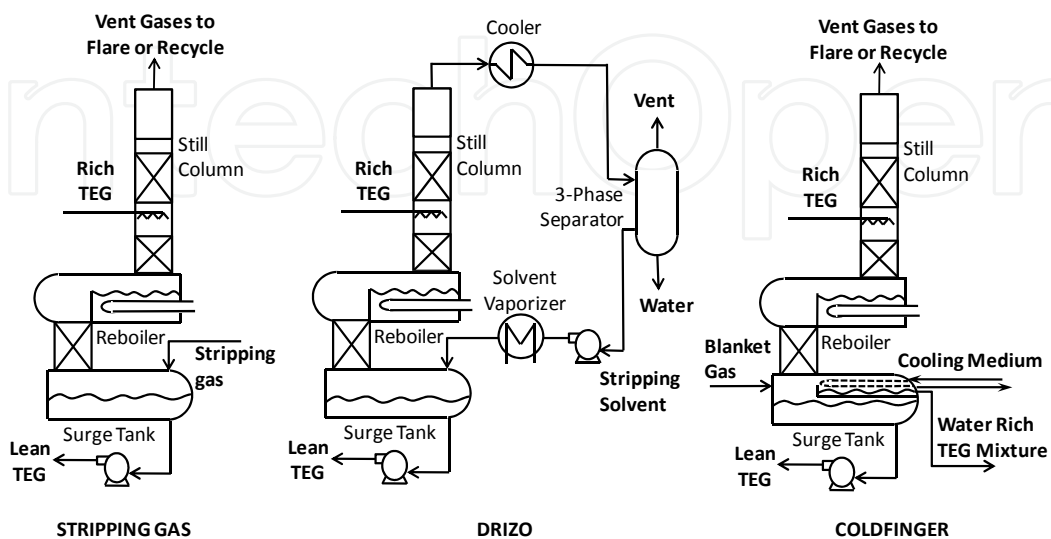 Vent Gases to
Flare or Recycle
Still
Column
Rich
TEG
Reboiler
Stripping
gas
Surge Tank
Lean
TEG
STRIPPING GAS
Cooler
Still
Column
Rich
TEG
Vent
3-Phase
Separator
Water
Solvent
Vaporizer
Reboiler
Stripping
Solvent
Surge Tank
Lean
TEG
DRIZO
Vent Gases to
Flare or Recycle
Still
Column
Rich
TEG
Reboiler
Blanket
Gas
Cooling Medium
Water Rich
TEG Mixture
Surge Tank
Lean
TEG
COLDFINGER
ntechOper